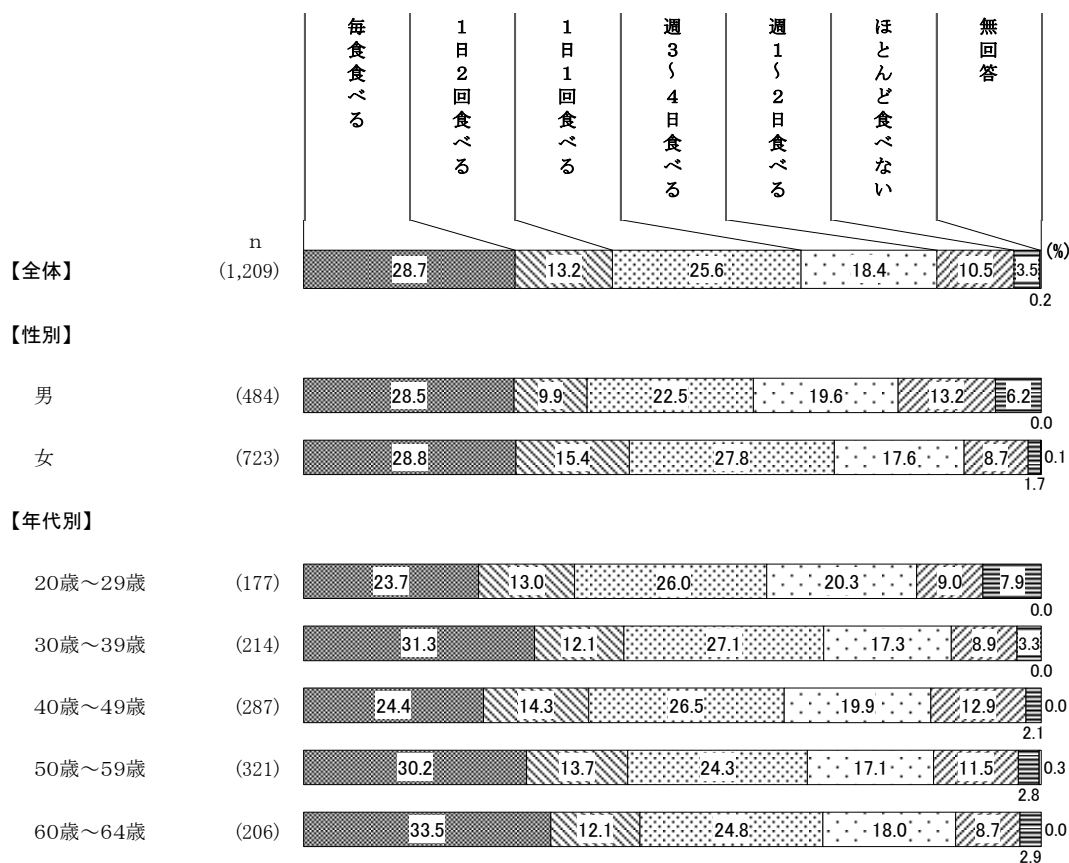 毎食食べる
1日2回食べる
1日1回食べる
週3～4日食べる
週1～2日食べる
ほとんど食べない
無回答
n
(%)
【全体】 (1,209) 28.7 13.2 25.6 18.4 10.5 3.5
0.2
【性別】
男 (484) 28.5 9.9 22.5 19.6 13.2 6.2
0.0
女 (723) 28.8 15.4 27.8 17.6 8.7 0.1
1.7
【年代別】
20歳～29歳 (177) 23.7 13.0 26.0 20.3 9.0 7.9
0.0
30歳～39歳 (214) 31.3 12.1 27.1 17.3 8.9 3.3
0.0
40歳～49歳 (287) 24.4 14.3 26.5 19.9 12.9 0.0
2.1
50歳～59歳 (321) 30.2 13.7 24.3 17.1 11.5 0.3
2.8
60歳～64歳 (206) 33.5 12.1 24.8 18.0 8.7 0.0
2.9